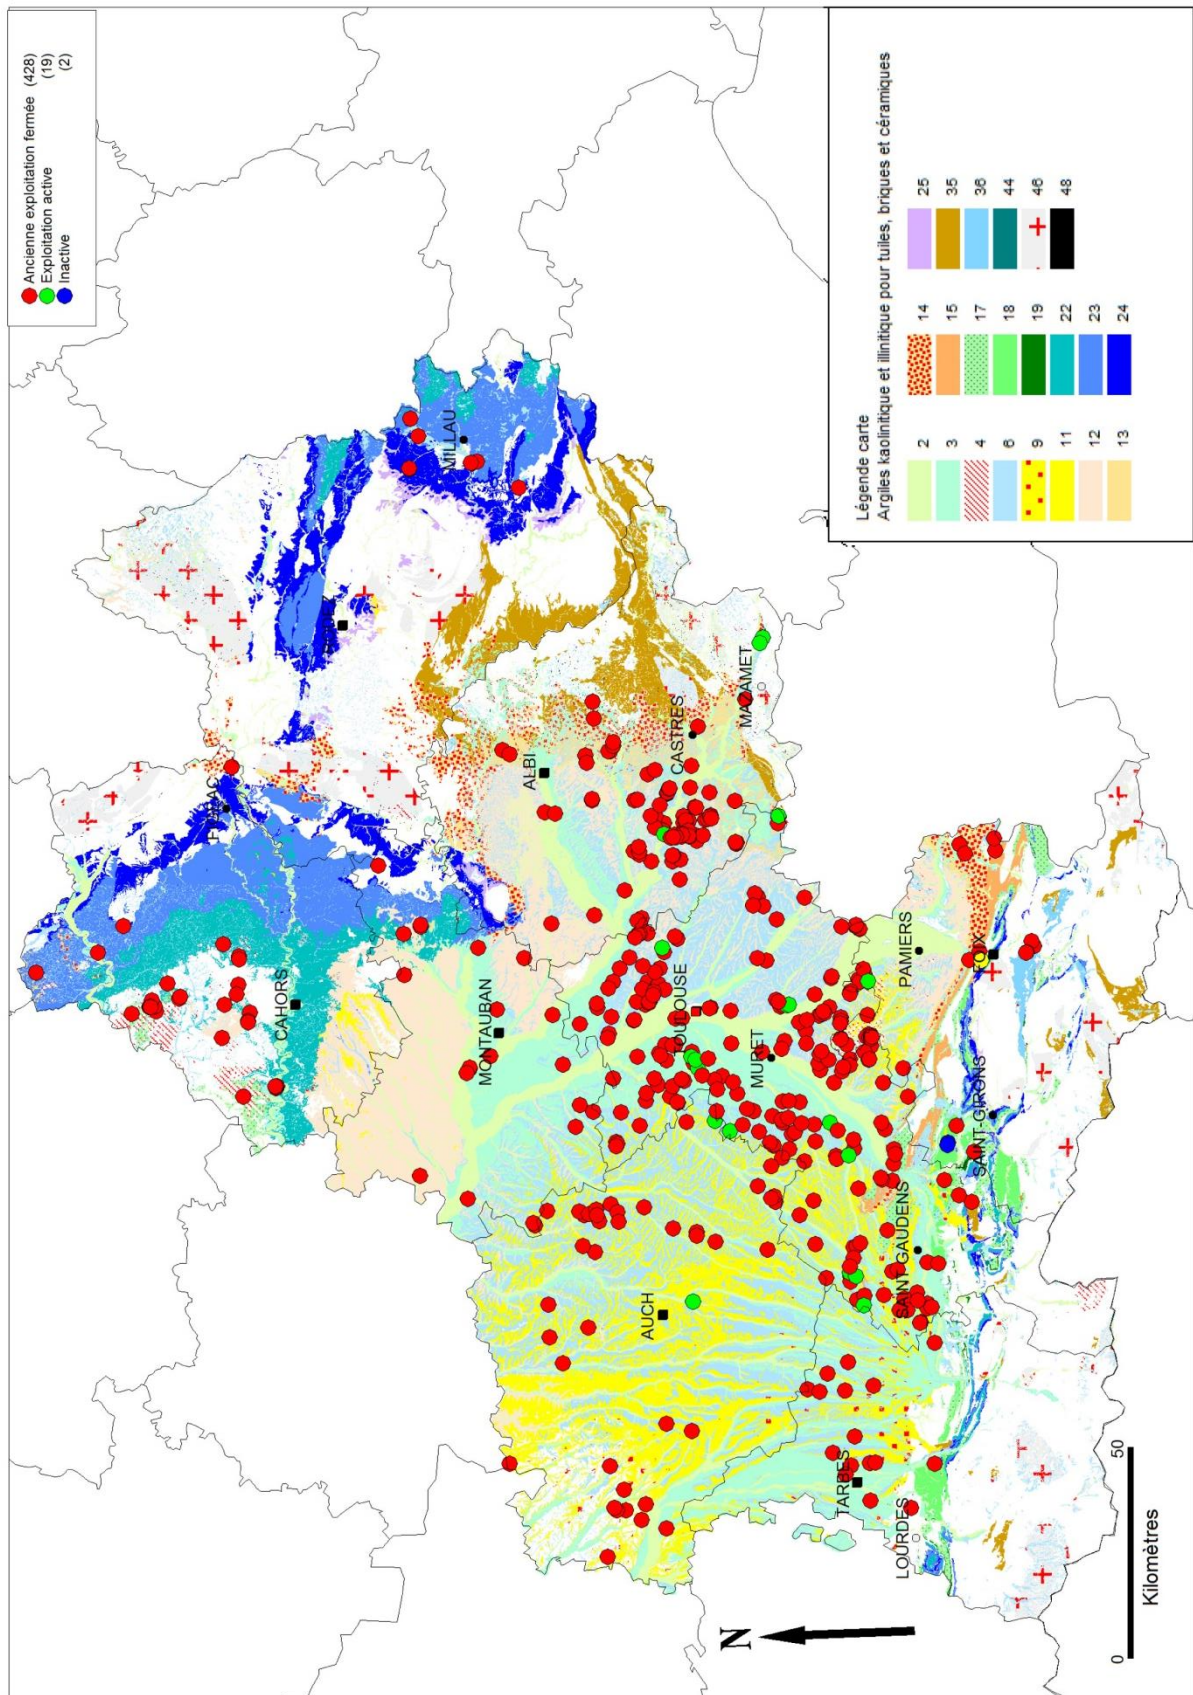 Ancienne exploitation fermée (428)
Exploitation active (19)
Inactive (2)
FIGEAC
CAHORS
MILLAU
MONTAUBAN
ALBI
AUCH
TOULOUSE
CASTRES
N
MURET
MAZAMET
TARBES
LOURDES
SAINT-GAUDENS
PAMIERS
SAINT-GIRONS
FOIX
0 50
Kilomètres
Légende carte
Argiles kaolinitique et illinitique pour tuiles, briques et céramiques
2 14 25
3 15 35
4 17 36
6 18 44
9 19 46
11 22 48
12 23
13 24